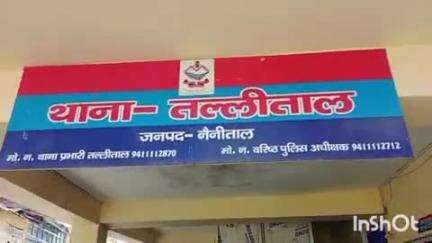 थाना- तल्लीताल
जनपद- नैनीताल
मो. न. थाना प्रभारी तल्लीताल 9411112870 मो. न. वरिष्ठ पुलिस अधीक्षक 9411112712
InShOt